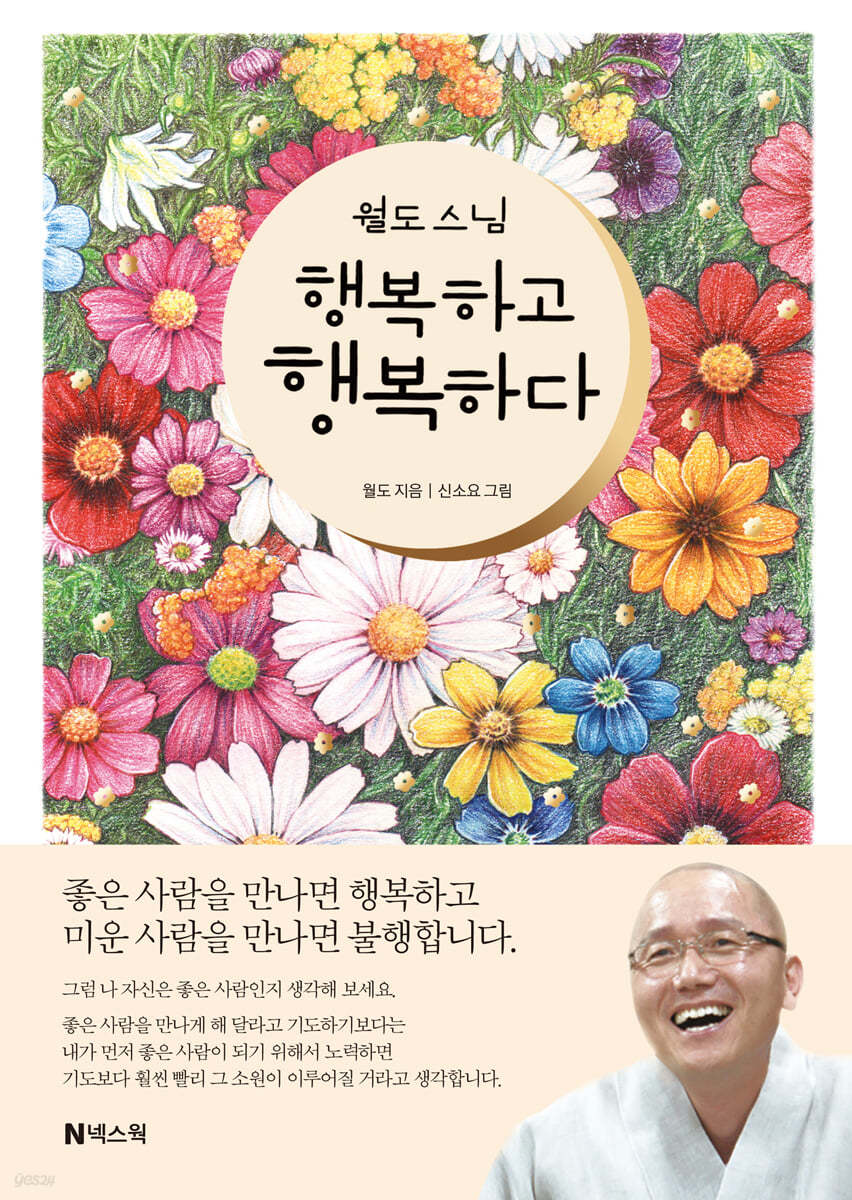 월도 스님
행복하고
행복하다
월도 지음 | 신소요 그림
좋은 사람을 만나면 행복하고
미운 사람을 만나면 불행합니다.
그럼 나 자신은 좋은 사람인지 생각해 보세요.
좋은 사람을 만나게 해 달라고 기도하기보다는
내가 먼저 좋은 사람이 되기 위해서 노력하면
기도보다 훨씬 빨리 그 소원이 이루어질 거라고 생각합니다.
N넥스웍
yes24